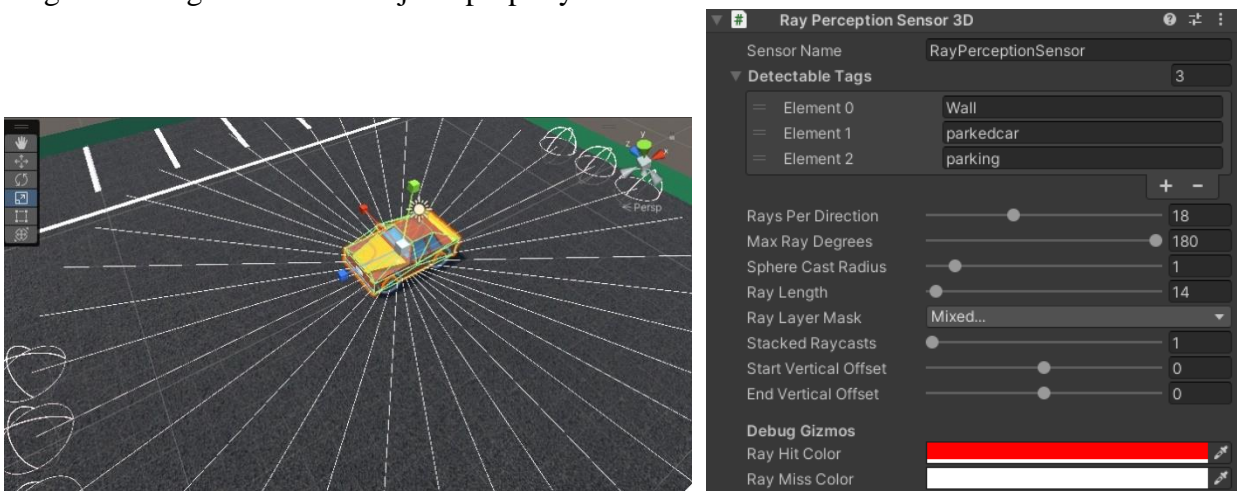 y
z x
Persp
# Ray Perception Sensor 3D
Sensor Name RayPerceptionSensor
Detectable Tags 3
Element 0 Wall
Element 1 parkedcar
Element 2 parking
+ -
Rays Per Direction 18
Max Ray Degrees 180
Sphere Cast Radius 1
Ray Length 14
Ray Layer Mask Mixed...
Stacked Raycasts 1
Start Vertical Offset 0
End Vertical Offset 0
Debug Gizmos
Ray Hit Color
Ray Miss Color